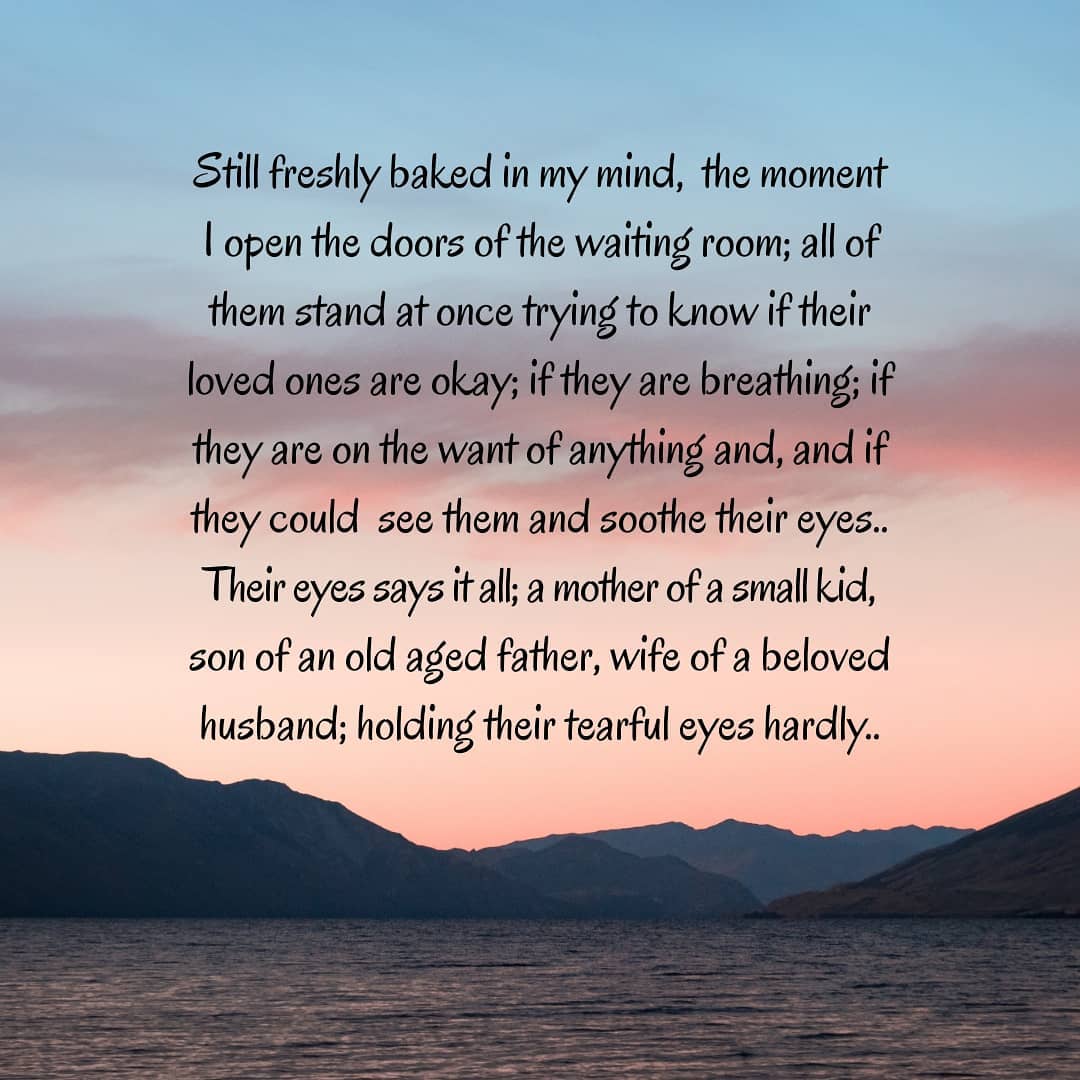 Still freshly baked in my mind,  the moment
I open the doors of the waiting room; all of
them stand at once trying to know if their
loved ones are okay; if they are breathing; if
they are on the want of anything and, and if
they could  see them and soothe their eyes..
Their eyes says it all; a mother of a small kid,
son of an old aged father, wife of a beloved
husband; holding their tearful eyes hardly..